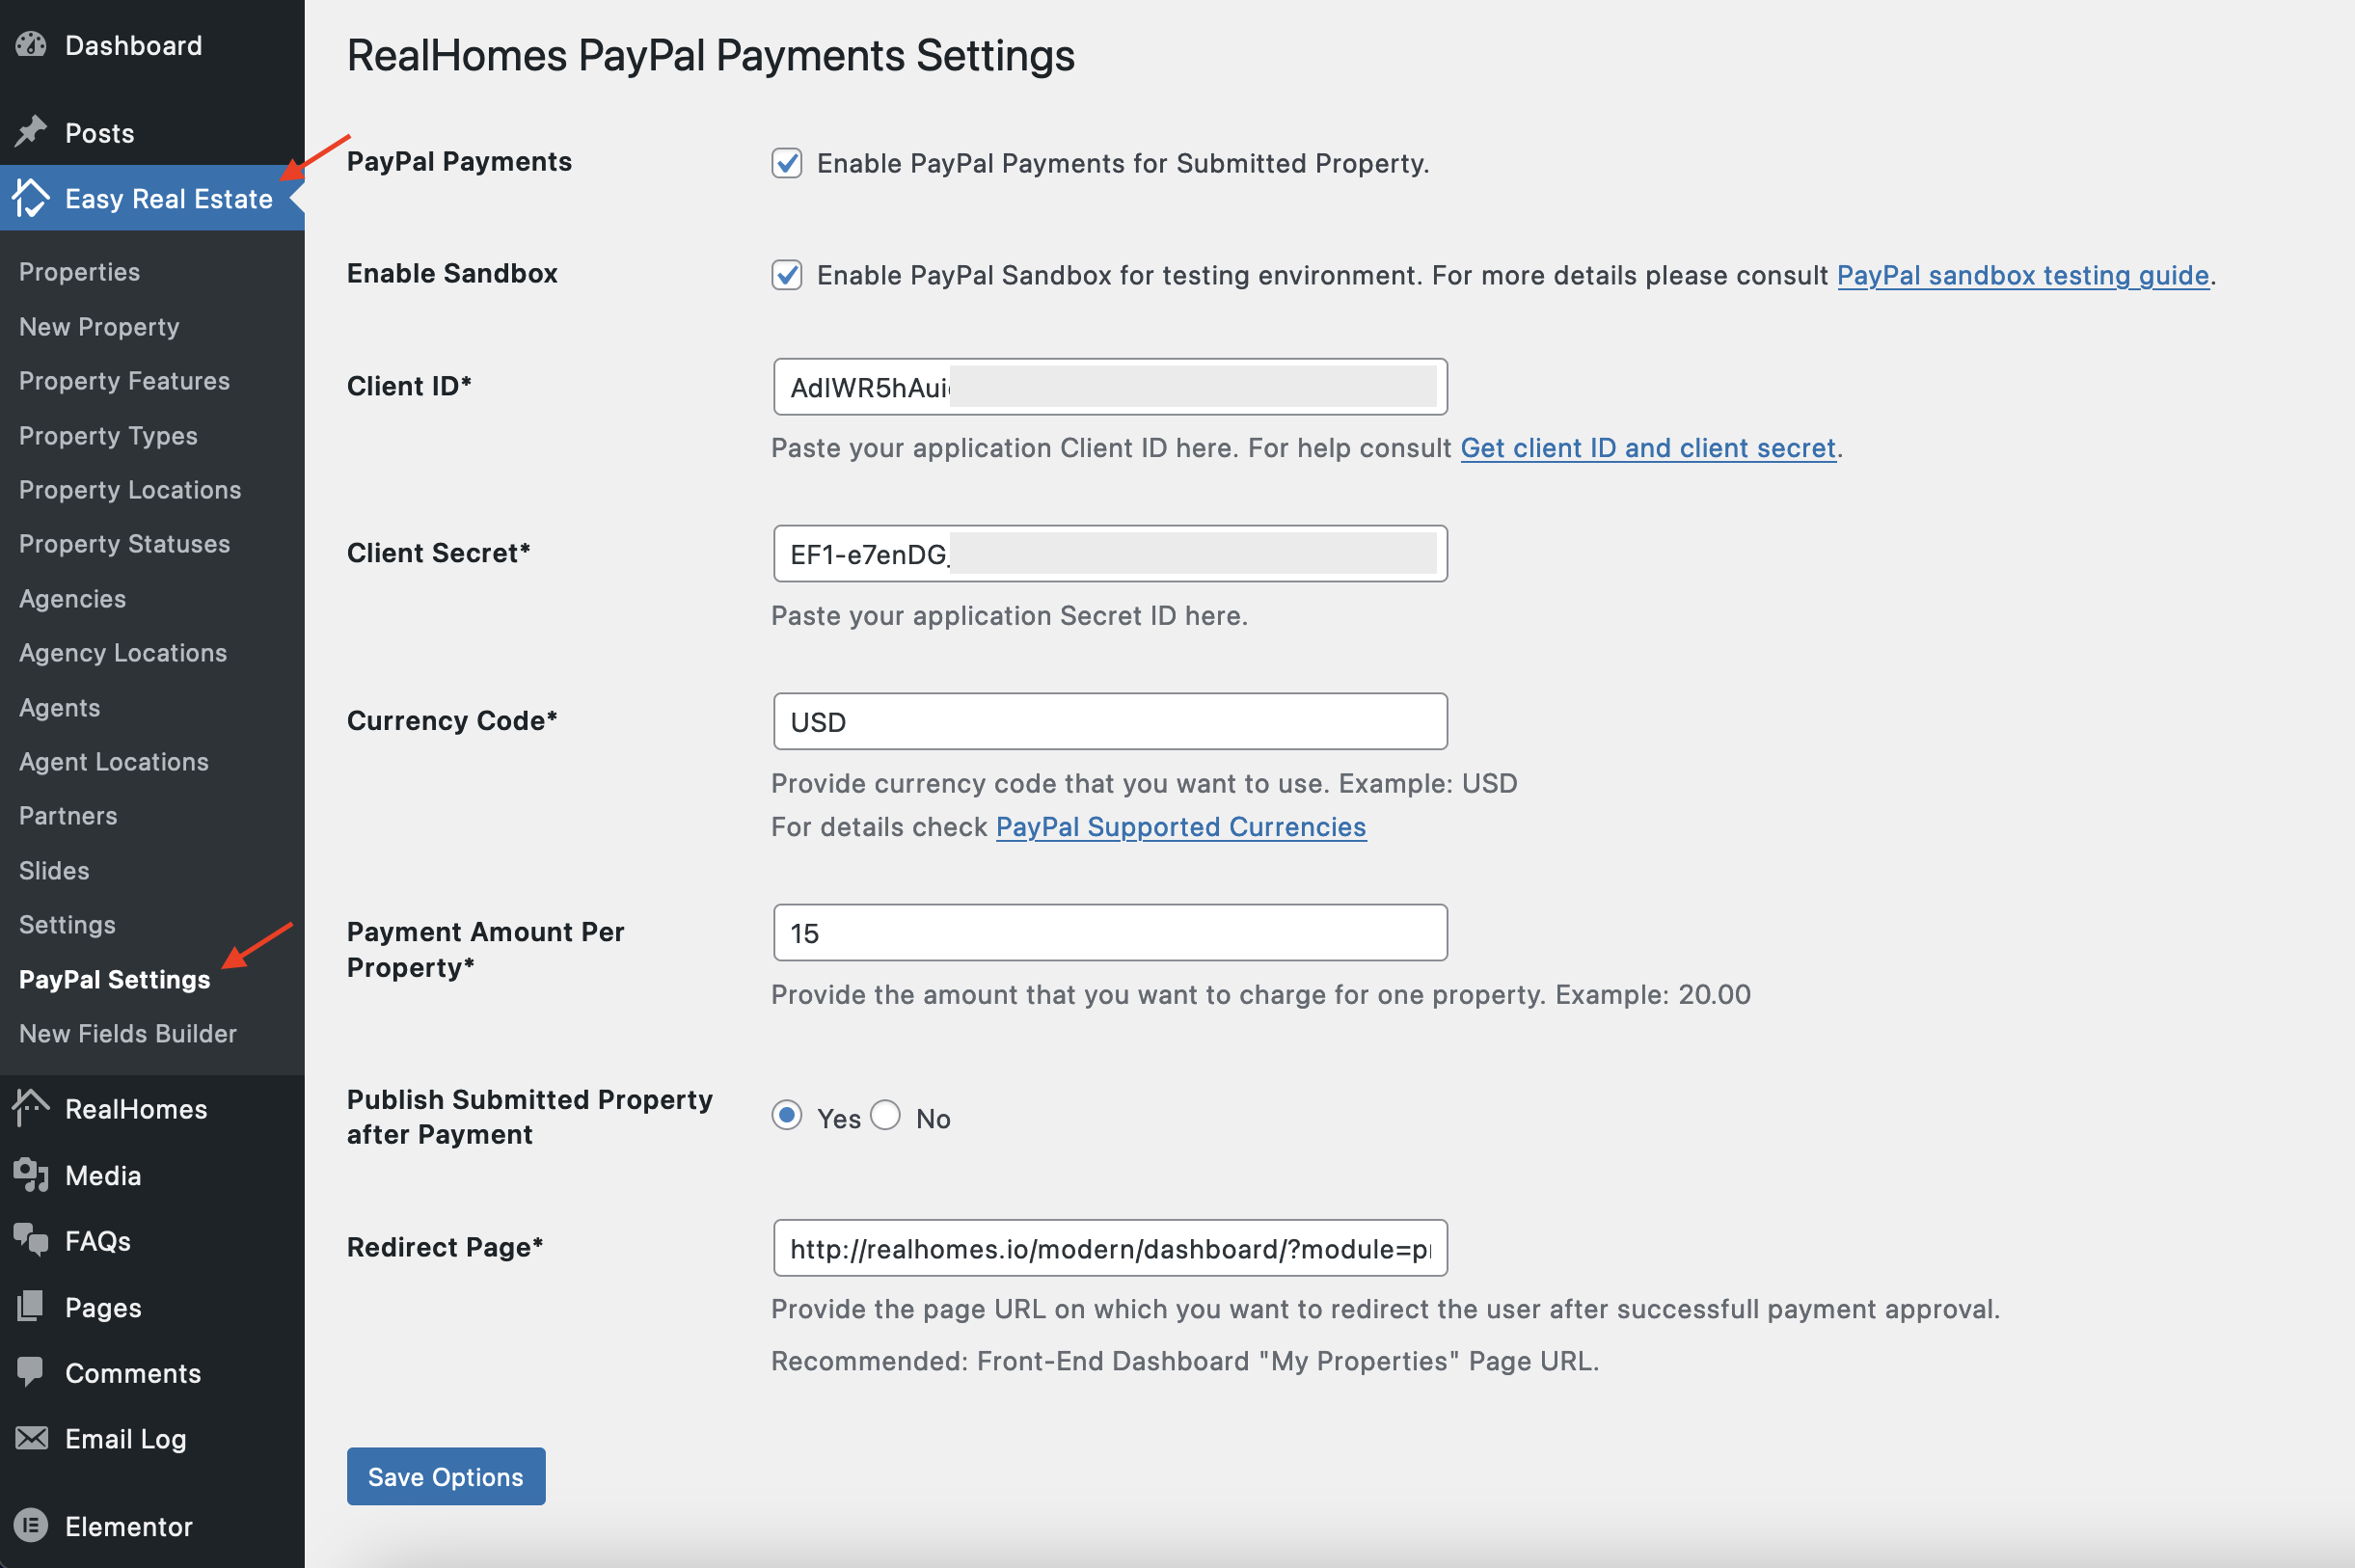 Dashboard
Posts
Easy Real Estate
Properties
New Property
Property Features
Property Types
Property Locations
Property Statuses
Agencies
Agency Locations
Agents
Agent Locations
Partners
Slides
Settings
PayPal Settings
New Fields Builder
RealHomes
Media
FAQs
Pages
Comments
Email Log
Elementor
RealHomes PayPal Payments Settings
PayPal Payments
Enable PayPal Payments for Submitted Property.
Enable Sandbox
Enable PayPal Sandbox for testing environment. For more details please consult PayPal sandbox testing guide.
Client ID*
Paste your application Client ID here. For help consult Get client ID and client secret.
Client Secret*
EF1-e7enDG_
Paste your application Secret ID here.
Currency Code*
USD
Provide currency code that you want to use. Example: USD
For details check PayPal Supported Currencies
Payment Amount Per
Property*
15
Provide the amount that you want to charge for one property. Example: 20.00
Publish Submitted Property
after Payment
Yes No
Redirect Page*
http://realhomes.io/modern/dashboard/?module=p
Provide the page URL on which you want to redirect the user after successfull payment approval.
Recommended: Front-End Dashboard "My Properties" Page URL.
Save Options